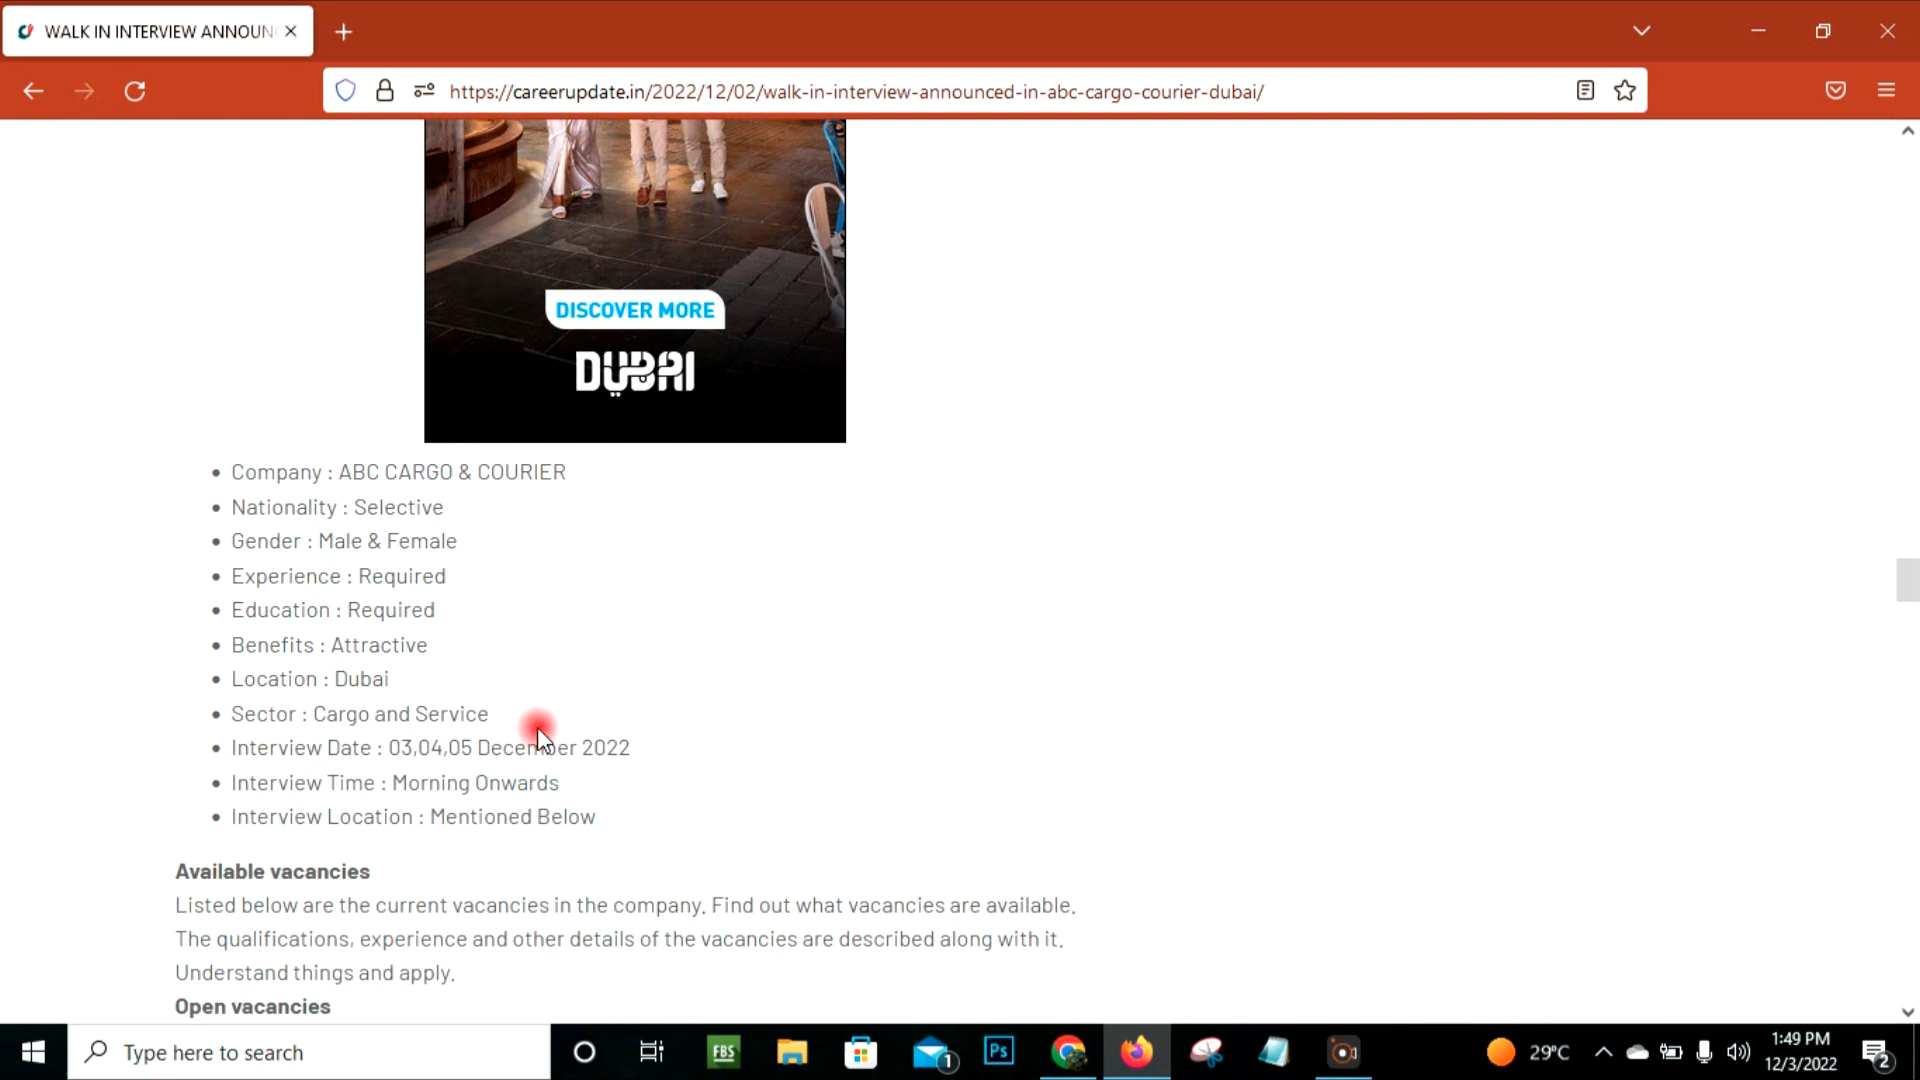 WALK IN INTERVIEW ANNOUN
https://careerupdate.in/2022/12/02/walk-in-interview-announced-in-abc-cargo-courier-dubai/
DISCOVER MORE
DUBAI
• Company : ABC CARGO & COURIER
• Nationality : Selective
• Gender : Male & Female
• Experience : Required
• Education : Required
• Benefits : Attractive
• Location : Dubai
• Sector : Cargo and Service
• Interview Date : 03,04,05 December 2022
• Interview Time : Morning Onwards
• Interview Location : Mentioned Below
Available vacancies
Listed below are the current vacancies in the company. Find out what vacancies are available.
The qualifications, experience and other details of the vacancies are described along with it.
Understand things and apply.
Open vacancies
Type here to search
FBS
1
Ps
29°C
1:49 PM
12/3/2022
2